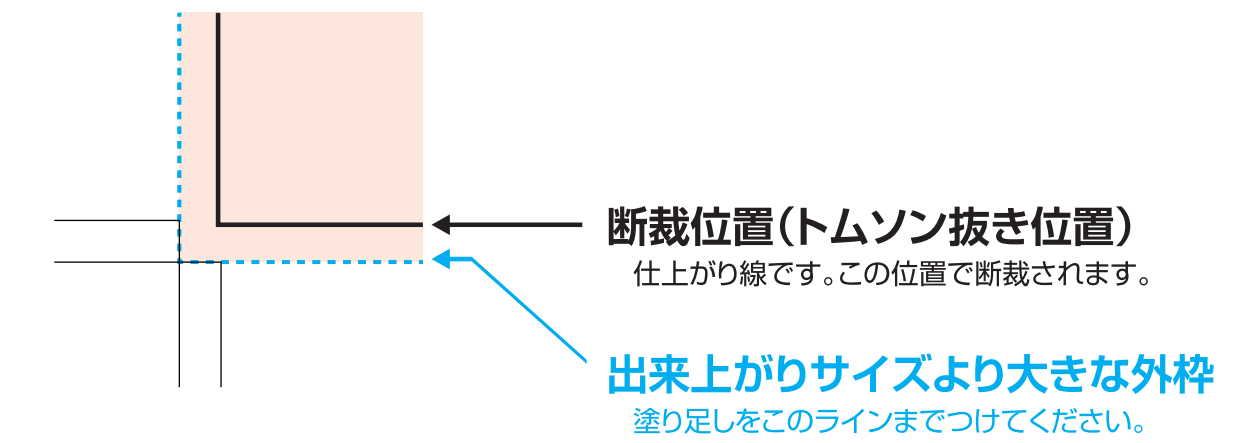 断裁位置（トムソン抜き位置）
仕上がり線です。この位置で断裁されます。
出来上がりサイズより大きな外枠
塗り足しをこのラインまでつけてください。